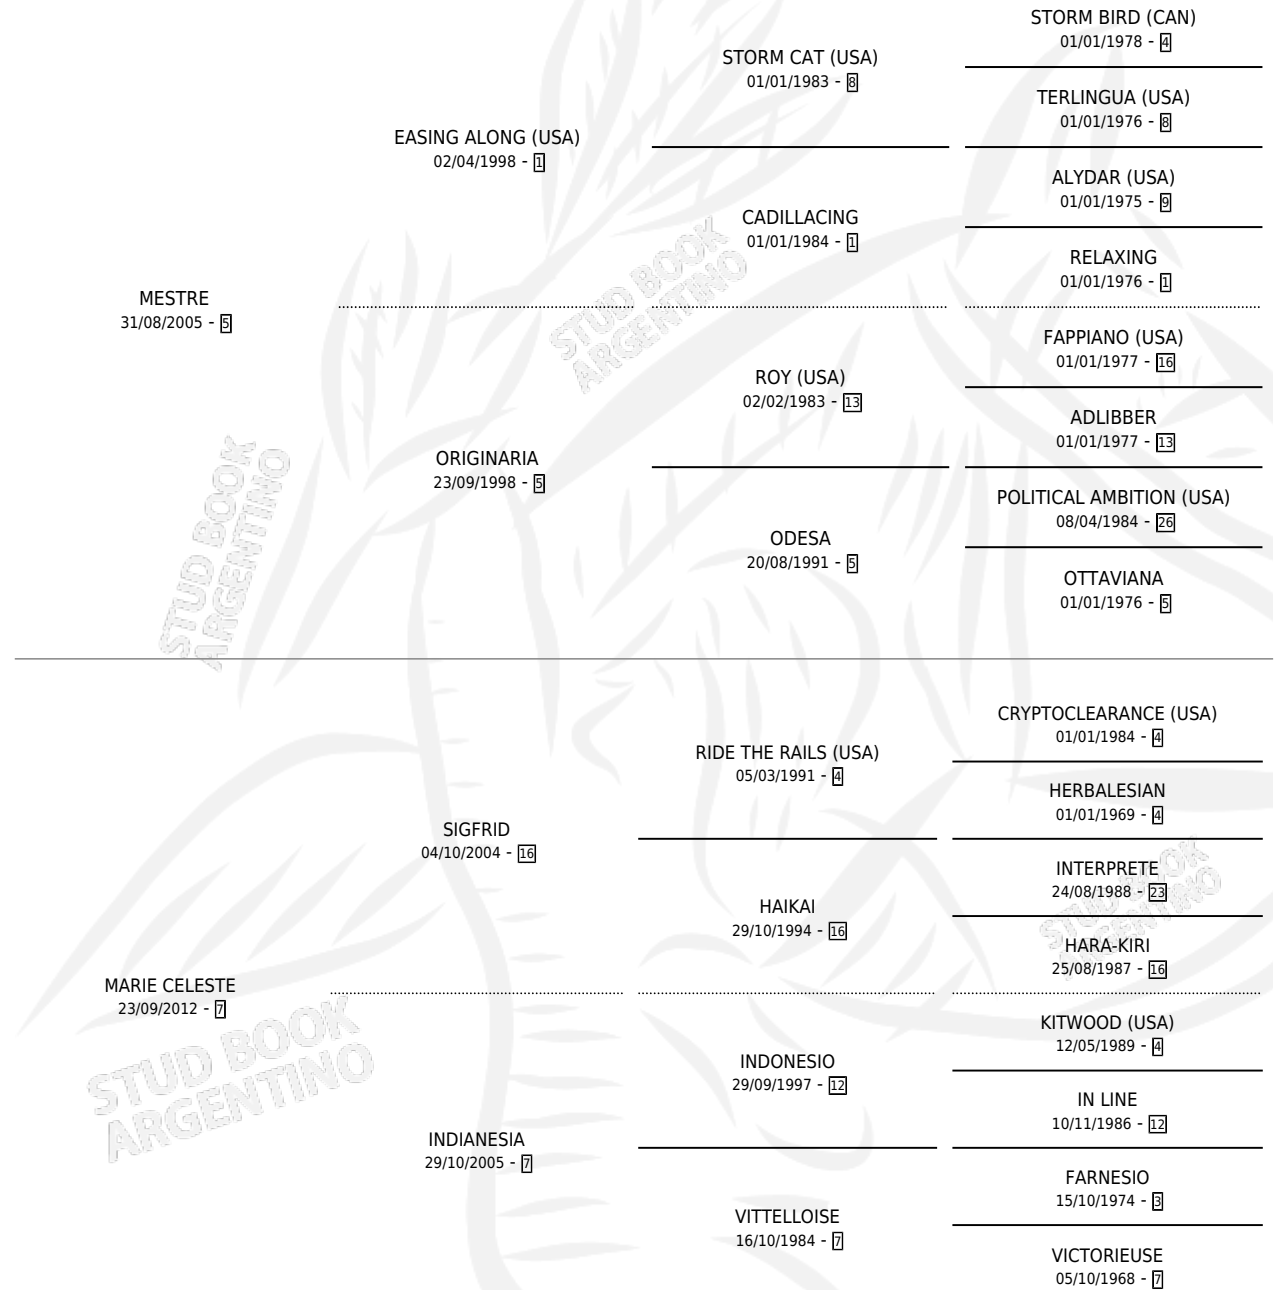 STORM BIRD (CAN)
01/01/1978 - 4
STORM CAT (USA)
01/01/1983 - 8
TERLINGUA (USA)
01/01/1976 - 8
EASING ALONG (USA)
02/04/1998 - 1
ALYDAR (USA)
01/01/1975 - 9
CADILLACING
01/01/1984 - 1
RELAXING
01/01/1976 - 1
MESTRE
31/08/2005 - 5
STUD BOOK
ARGENTINO
FAPPIANO (USA)
01/01/1977 - 16
ROY (USA)
02/02/1983 - 13
ADLIBBER
01/01/1977 - 13
ORIGINARIA
23/09/1998 - 5
POLITICAL AMBITION (USA)
08/04/1984 - 26
ODESA
20/08/1991 - 5
OTTAVIANA
01/01/1976 - 5
STUD BOOK
ARGENTINO
CRYPTOCLEARANCE (USA)
01/01/1984 - 4
RIDE THE RAILS (USA)
05/03/1991 - 4
HERBALESIAN
01/01/1969 - 4
SIGFRID
04/10/2004 - 16
INTERPRETE
24/08/1988 - 23
HAIKAI
29/10/1994 - 16
STUD BOOK
ARGENTINO
HARA-KIRI
25/08/1987 - 16
MARIE CELESTE
23/09/2012 - 7
STUD BOOK
ARGENTINO
KITWOOD (USA)
12/05/1989 - 4
INDONESIO
29/09/1997 - 12
IN LINE
10/11/1986 - 12
INDIANESIA
29/10/2005 - 7
FARNESIO
15/10/1974 - 3
VITTELLOISE
16/10/1984 - 7
VICTORIEUSE
05/10/1968 - 7